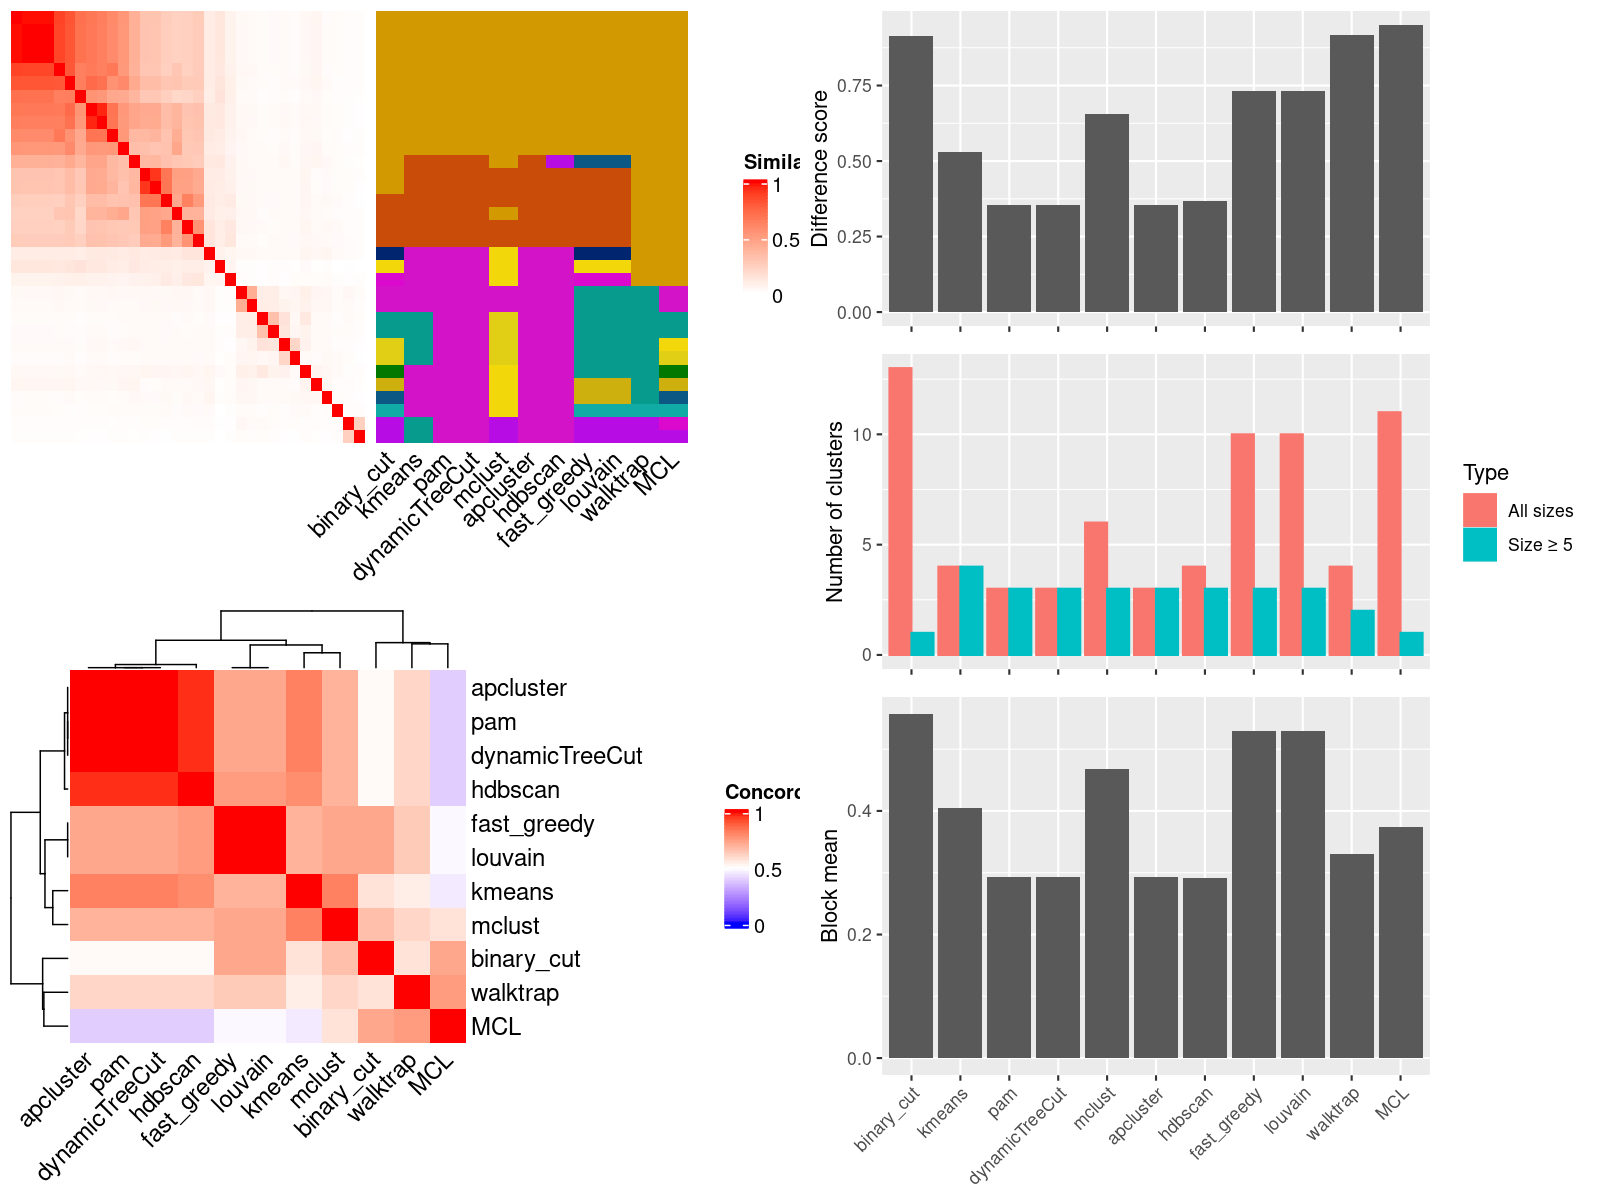 Simila
1
0.5
0
binary_cut
kmeans
pam
dynamicTreeCut
mclust
apcluster
hdbscan
fast_greedy
louvain
walktrap
MCL
apcluster
pam
dynamicTreeCut
hdbscan
fast_greedy
louvain
kmeans
mclust
binary_cut
walktrap
MCL
Concord
1
0.5
0
apcluster
pam
dynamicTreeCut
hdbscan
fast_greedy
louvain
kmeans
mclust
binary_cut
walktrap
MCL
Difference score
0.75
0.50
0.25
0.00
Number of clusters
10
5
0
Type
All sizes
Size ≥ 5
Block mean
0.4
0.2
0.0
binary_cut
kmeans
pam
dynamicTreeCut
mclust
apcluster
hdbscan
fast_greedy
louvain
walktrap
MCL